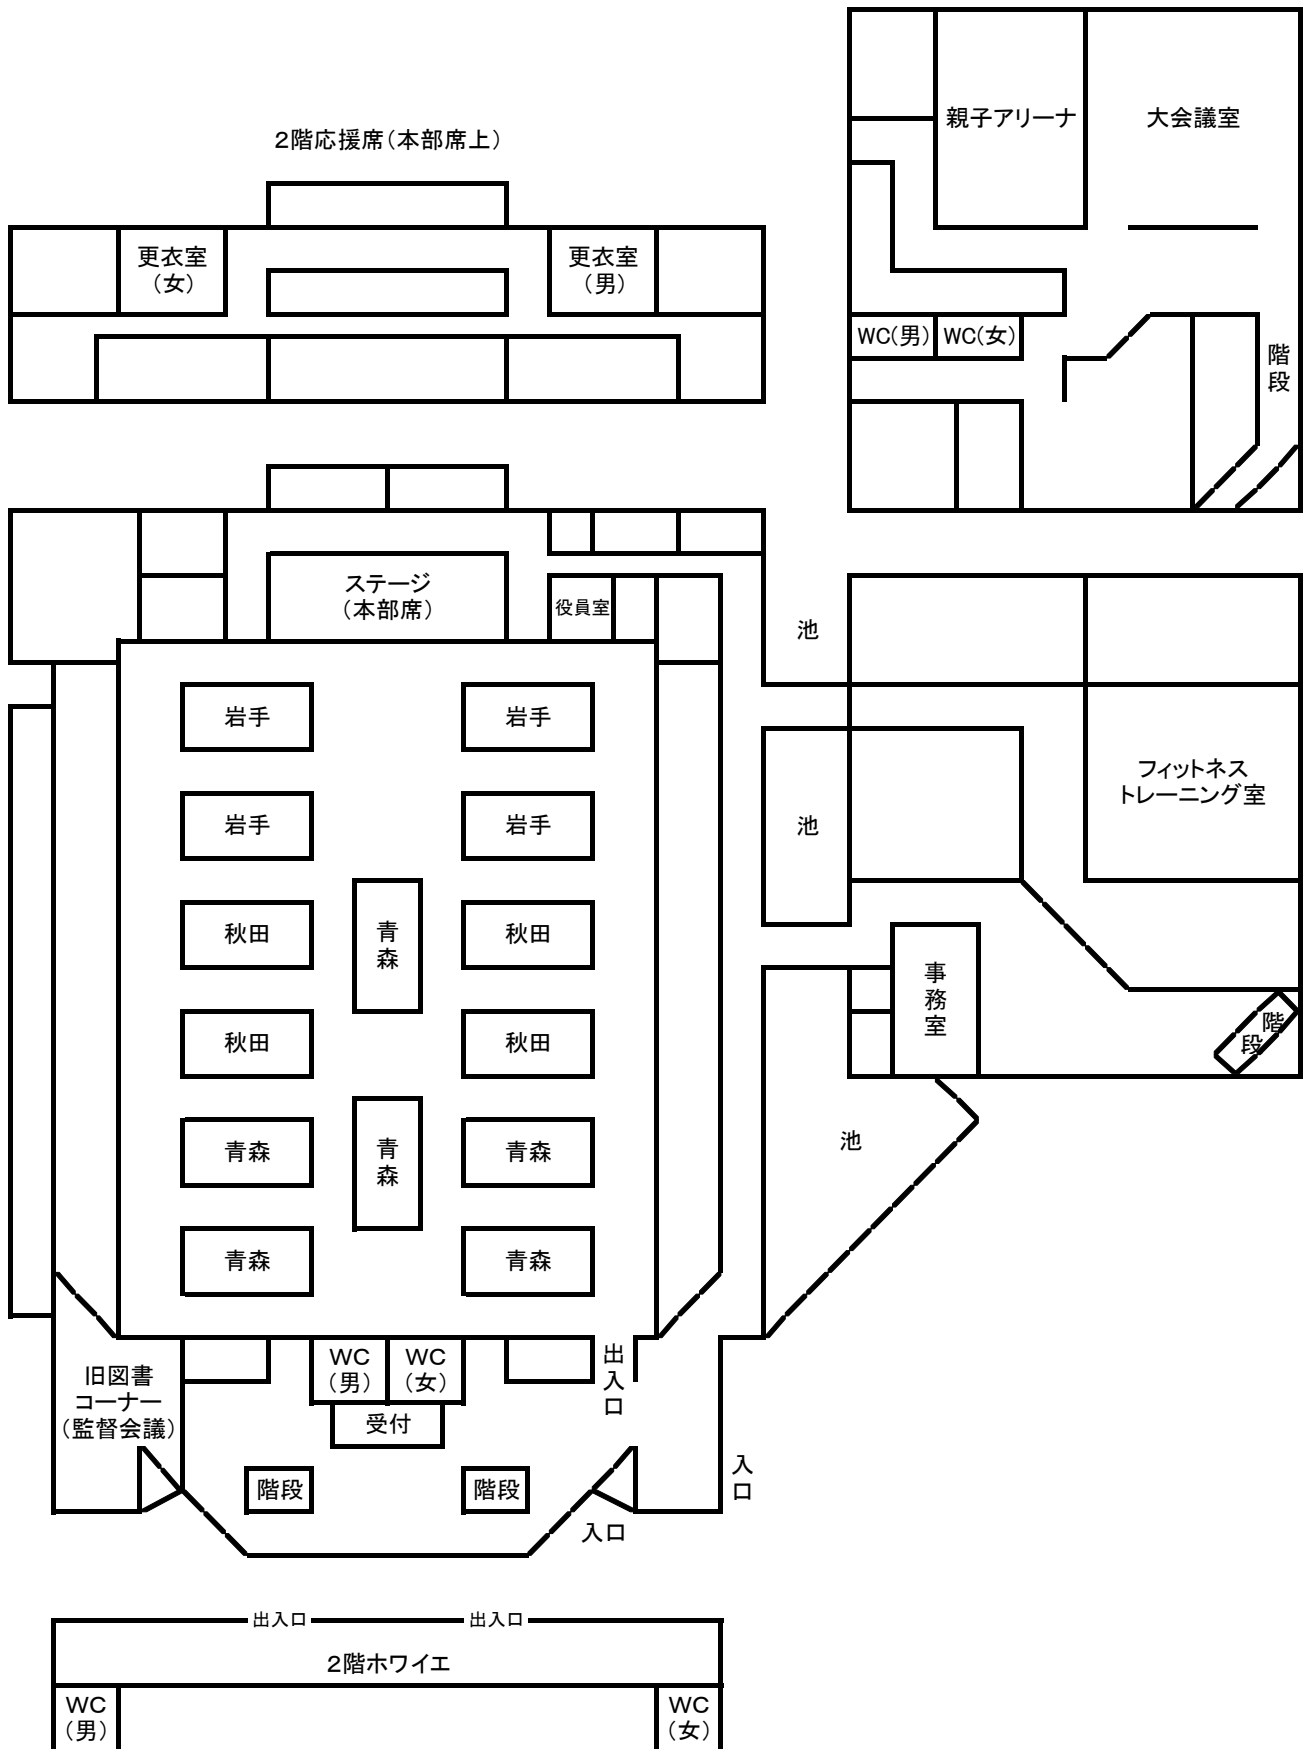 2階応援席(本部席上)
更衣室
(女)
更衣室
(男)
親子アリーナ
大会議室
WC(男)
WC(女)
階段
ステージ
(本部席)
役員室
池
岩手
岩手
岩手
岩手
池
フィットネス
トレーニング室
秋田
青森
秋田
事務室
秋田
秋田
階段
青森
青森
青森
池
青森
青森
旧図書
コーナー
(監督会議)
WC
(男)
WC
(女)
出入口
受付
階段
階段
入口
入口
出入口
出入口
2階ホワイエ
WC
(男)
WC
(女)